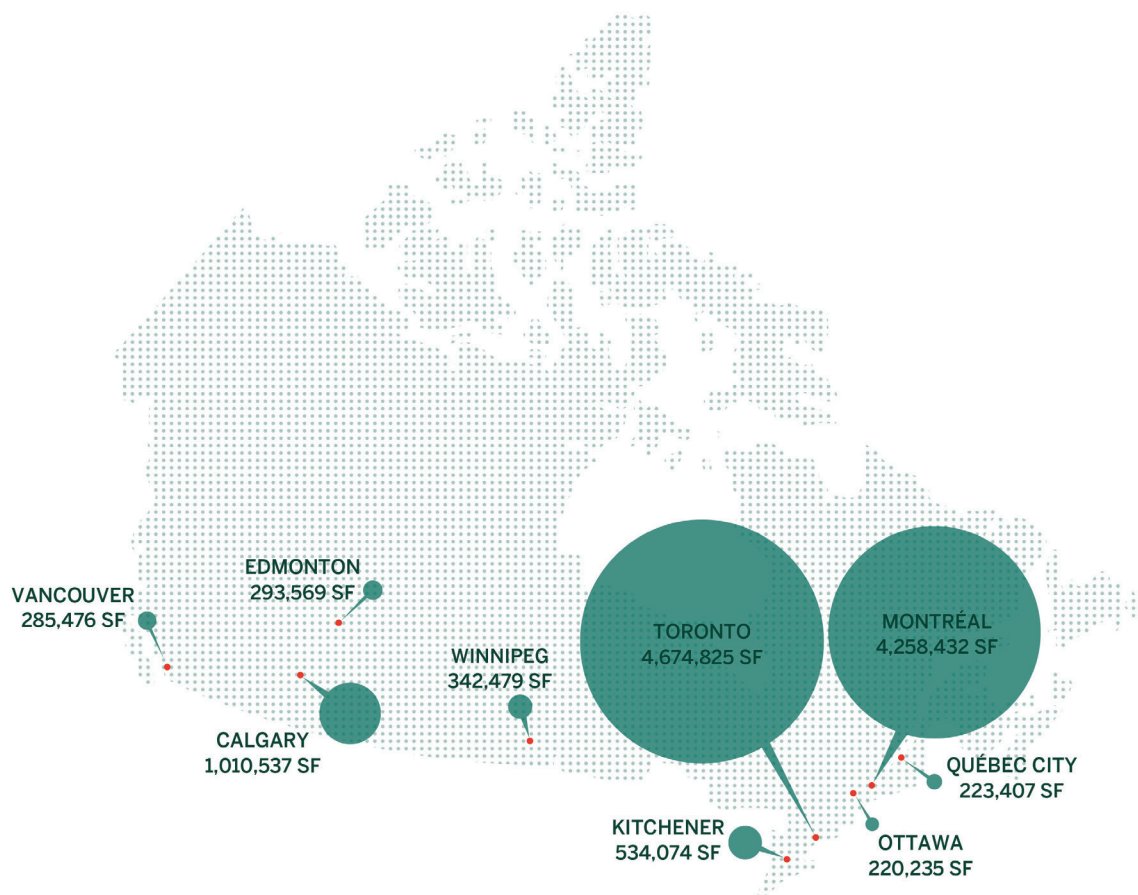 EDMONTON
293,569 SF
VANCOUVER
285,476 SF
TORONTO
4,674,825 SF
MONTRÉAL
4,258,432 SF
WINNIPEG
342,479 SF
CALGARY
1,010,537 SF
QUÉBEC CITY
223,407 SF
KITCHENER
534,074 SF
OTTAWA
220,235 SF